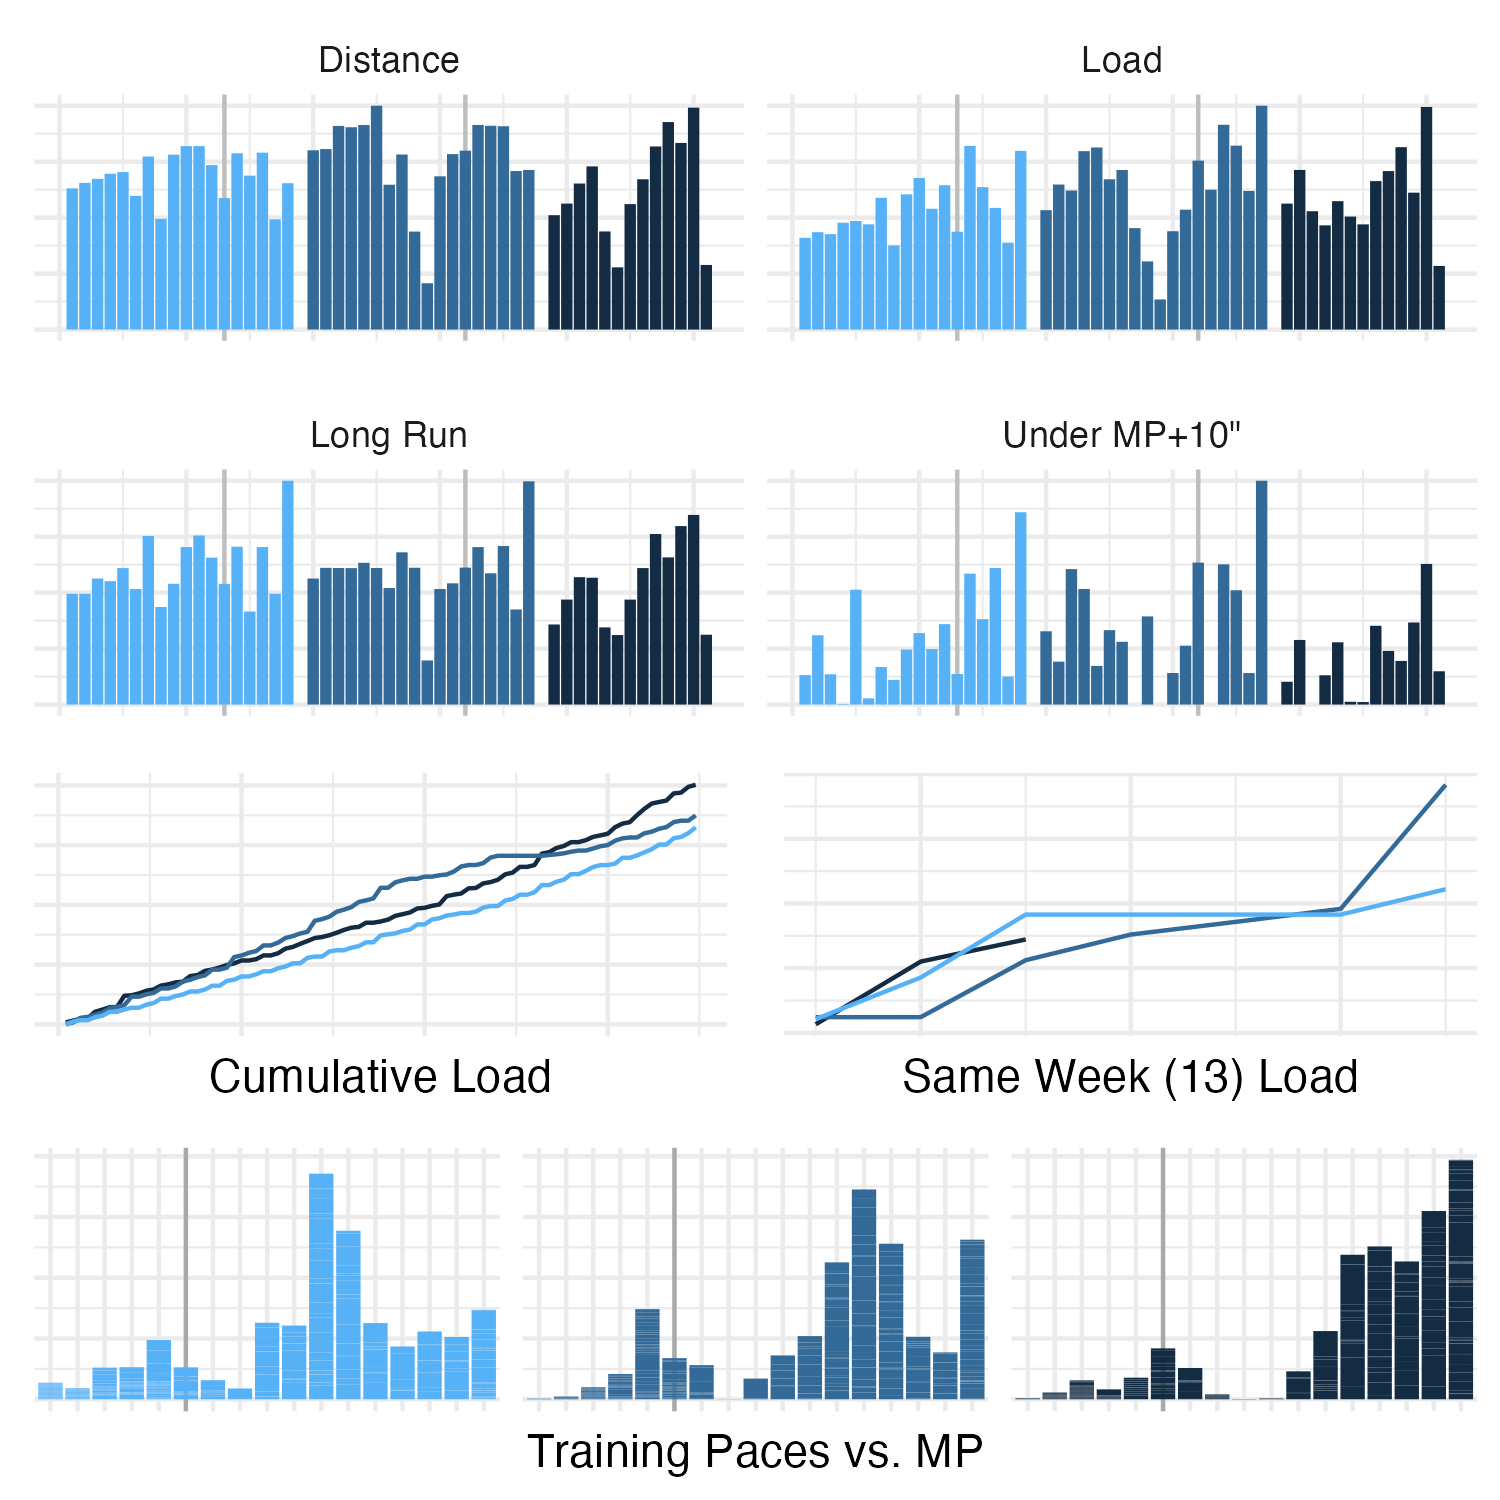 Distance
Load
Long Run
Under MP+10"
Cumulative Load
Same Week (13) Load
Training Paces vs. MP